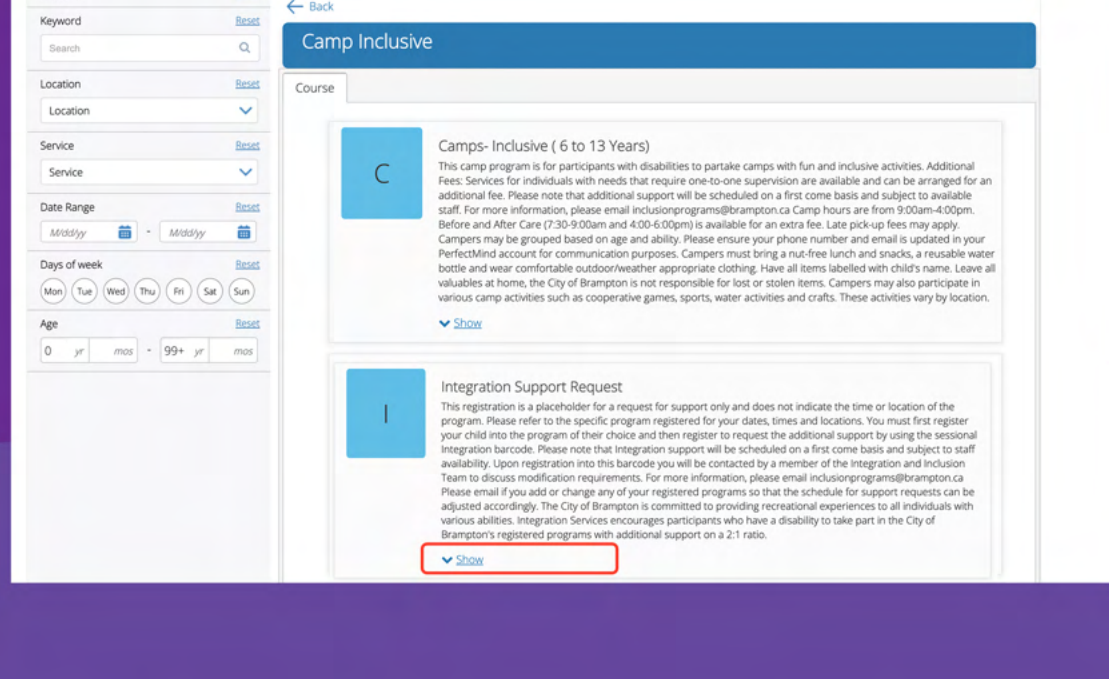 Keyword Reset
Search
Location Reset
Location
Service Reset
Service
Date Range Reset
M/dd/yy - M/dd/yy
Days of week Reset
Mon Tue Wed Thu Fri Sat Sun
Age Reset
0 yr mos - 99+ yr mos
Back
Camp Inclusive
Course
C
Camps- Inclusive ( 6 to 13 Years)
This camp program is for participants with disabilities to partake camps with fun and inclusive activities. Additional
Fees: Services for individuals with needs that require one-to-one supervision are available and can be arranged for an
additional fee. Please note that additional support will be scheduled on a first come basis and subject to available
staff. For more information, please email inclusionprograms@brampton.ca Camp hours are from 9:00am-4:00pm.
Before and After Care (7:30-9:00am and 4:00-6:00pm) is available for an extra fee. Late pick-up fees may apply.
Campers may be grouped based on age and ability. Please ensure your phone number and email is updated in your
PerfectMind account for communication purposes. Campers must bring a nut-free lunch and snacks, a reusable water
bottle and wear comfortable outdoor/weather appropriate clothing. Have all items labelled with child's name. Leave all
valuables at home, the City of Brampton is not responsible for lost or stolen items. Campers may also participate in
various camp activities such as cooperative games, sports, water activities and crafts. These activities vary by location.
Show
I
Integration Support Request
This registration is a placeholder for a request for support only and does not indicate the time or location of the
program. Please refer to the specific program registered for your dates, times and locations. You must first register
your child into the program of their choice and then register to request the additional support by using the sessional
Integration barcode. Please note that Integration support will be scheduled on a first come basis and subject to staff
availability. Upon registration into this barcode you will be contacted by a member of the Integration and Inclusion
Team to discuss modification requirements. For more information, please email inclusionprograms@brampton.ca
Please email if you add or change any of your registered programs so that the schedule for support requests can be
adjusted accordingly. The City of Brampton is committed to providing recreational experiences to all individuals with
various abilities. Integration Services encourages participants who have a disability to take part in the City of
Brampton's registered programs with additional support on a 2:1 ratio.
Show